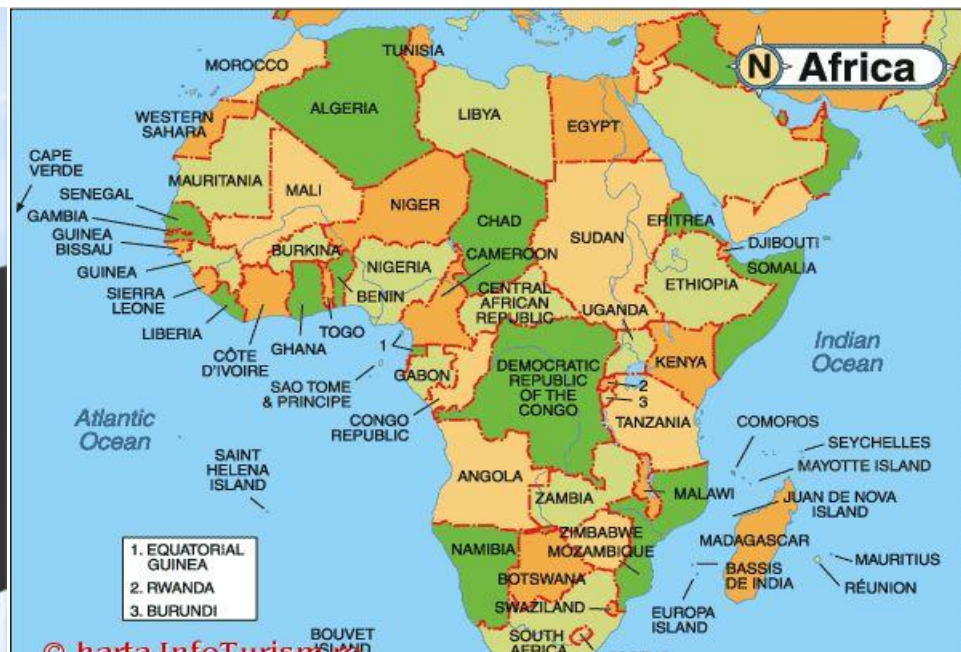 N Africa
TUNISIA
MOROCCO
ALGERIA
LIBYA
EGYPT
WESTERN
SAHARA
CAPE
VERDE
MAURITANIA
MALI
NIGER
CHAD
SUDAN
ERITREA
SENEGAL
GAMBIA
GUINEA
BISSAU
GUINEA
SIERRA
LEONE
LIBERIA
BURKINA
NIGERIA
BENIN
CAMEROON
CENTRAL
AFRICAN
REPUBLIC
DJIBOUTI
SOMALIA
ETHIOPIA
UGANDA
CÔTE
D'IVOIRE
GHANA
TOGO
1
SAO TOME
& PRINCIPE
GABON
CONGO
REPUBLIC
DEMOCRATIC
REPUBLIC
OF THE
CONGO
KENYA
2
3
TANZANIA
Indian
Ocean
Atlantic
Ocean
SAINT
HELENA
ISLAND
COMOROS
SEYCHELLES
MAYOTTE ISLAND
JUAN DE NOVA
ISLAND
ANGOLA
ZAMBIA
MALAWI
ZIMBABWE
MOZAMBIQUE
MADAGASCAR
MAURITIUS
RÉUNION
BASSIS
DE INDIA
EUROPA
ISLAND
NAMIBIA
BOTSWANA
SWAZILAND
SOUTH
AFRICA
1. EQUATORIAL
GUINEA
2. RWANDA
3. BURUNDI
BOUVET
ISLAND
© harta.InfoTurism.ro